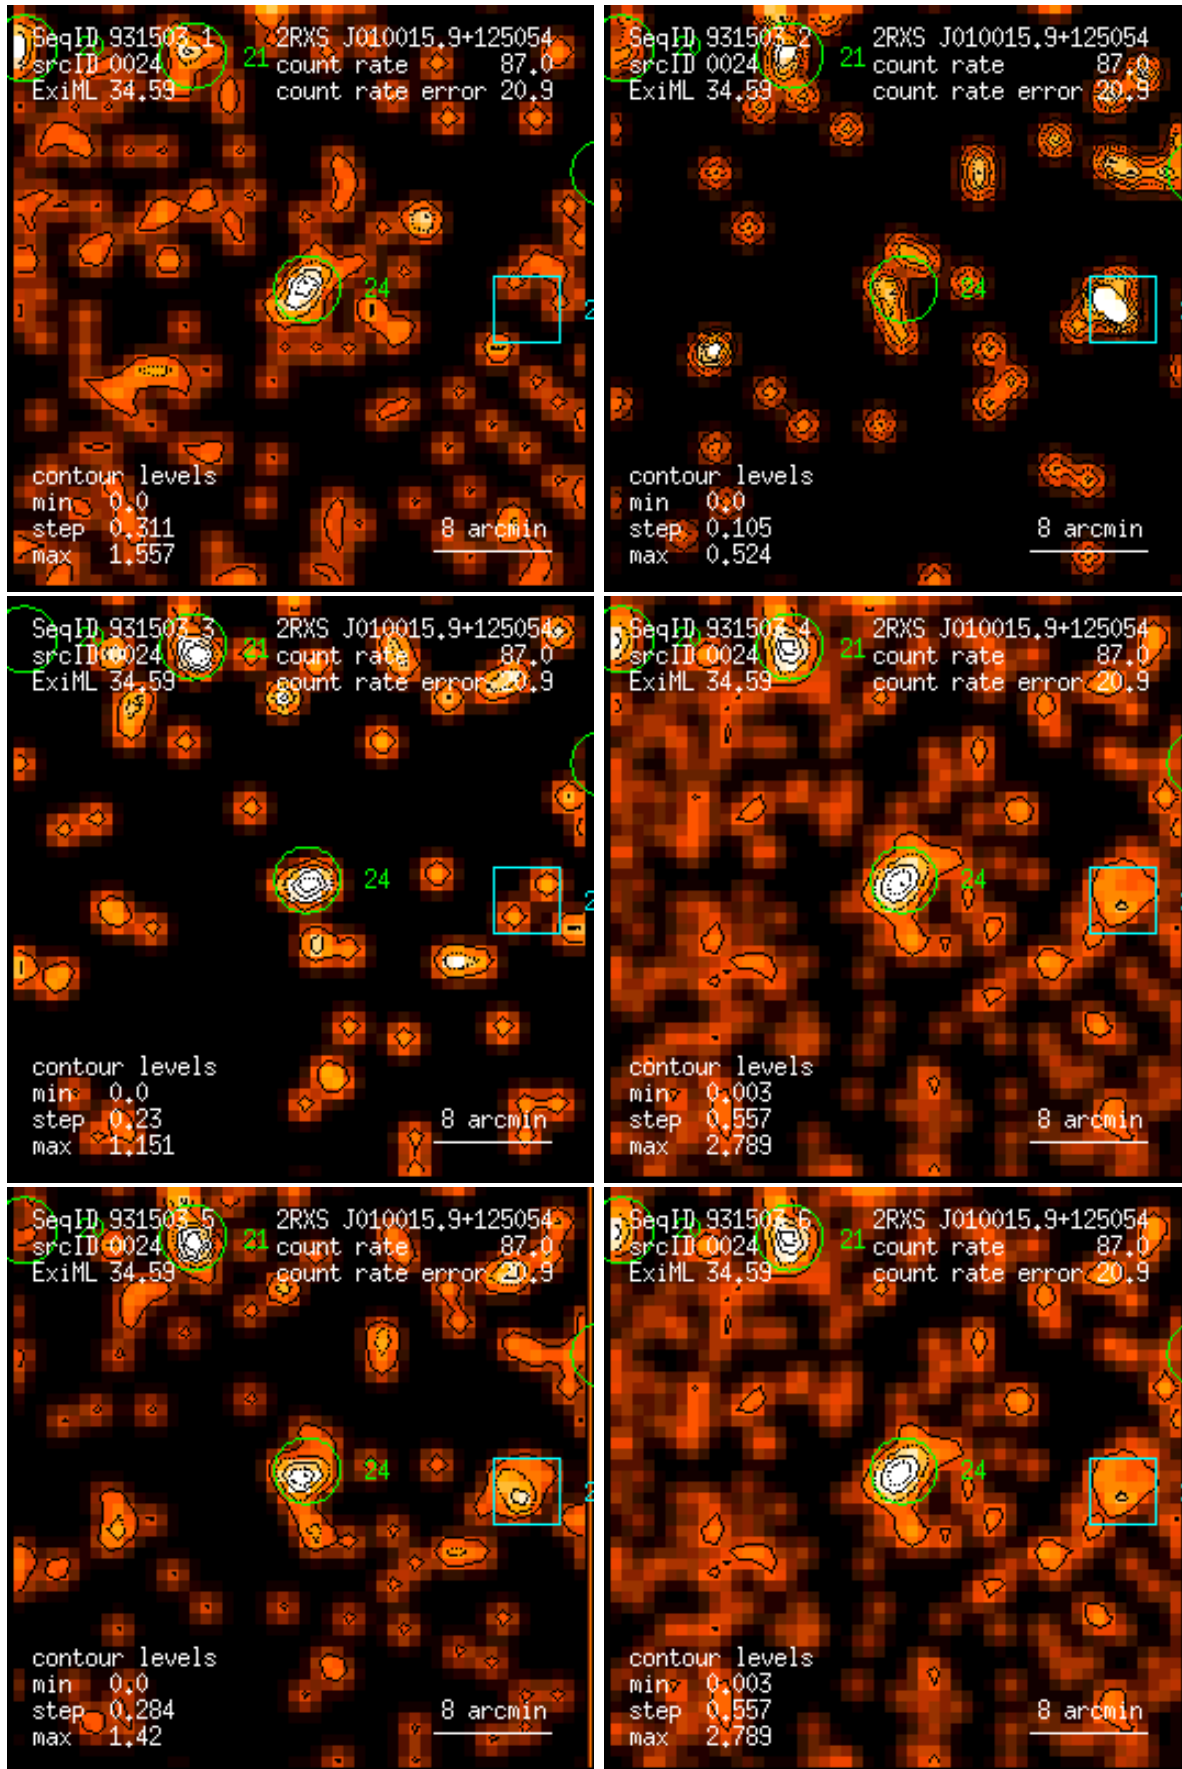 SeqID 931503_1 2RXS J010015.9+125054
srcID 0024 21 count rate 87.0
ExiML 34.59 count rate error 20.9
24
contour levels
min 0.0
step 0.311 8 arcmin
max 1.557
SeqID 931503_2 2RXS J010015.9+125054
srcID 0024 21 count rate 87.0
ExiML 34.59 count rate error 20.9
24
contour levels
min 0.0
step 0.105 8 arcmin
max 0.524
SeqID 931503_3 2RXS J010015.9+125054
srcID 0024 21 count rate 87.0
ExiML 34.59 count rate error 20.9
24
contour levels
min 0.0
step 0.23 8 arcmin
max 1.151
SeqID 931503_4 2RXS J010015.9+125054
srcID 0024 21 count rate 87.0
ExiML 34.59 count rate error 20.9
24
contour levels
min 0.003
step 0.557 8 arcmin
max 2.789
SeqID 931503_5 2RXS J010015.9+125054
srcID 0024 21 count rate 87.0
ExiML 34.59 count rate error 20.9
24
contour levels
min 0.0
step 0.284 8 arcmin
max 1.42
SeqID 931503_6 2RXS J010015.9+125054
srcID 0024 21 count rate 87.0
ExiML 34.59 count rate error 20.9
24
contour levels
min 0.003
step 0.557 8 arcmin
max 2.789